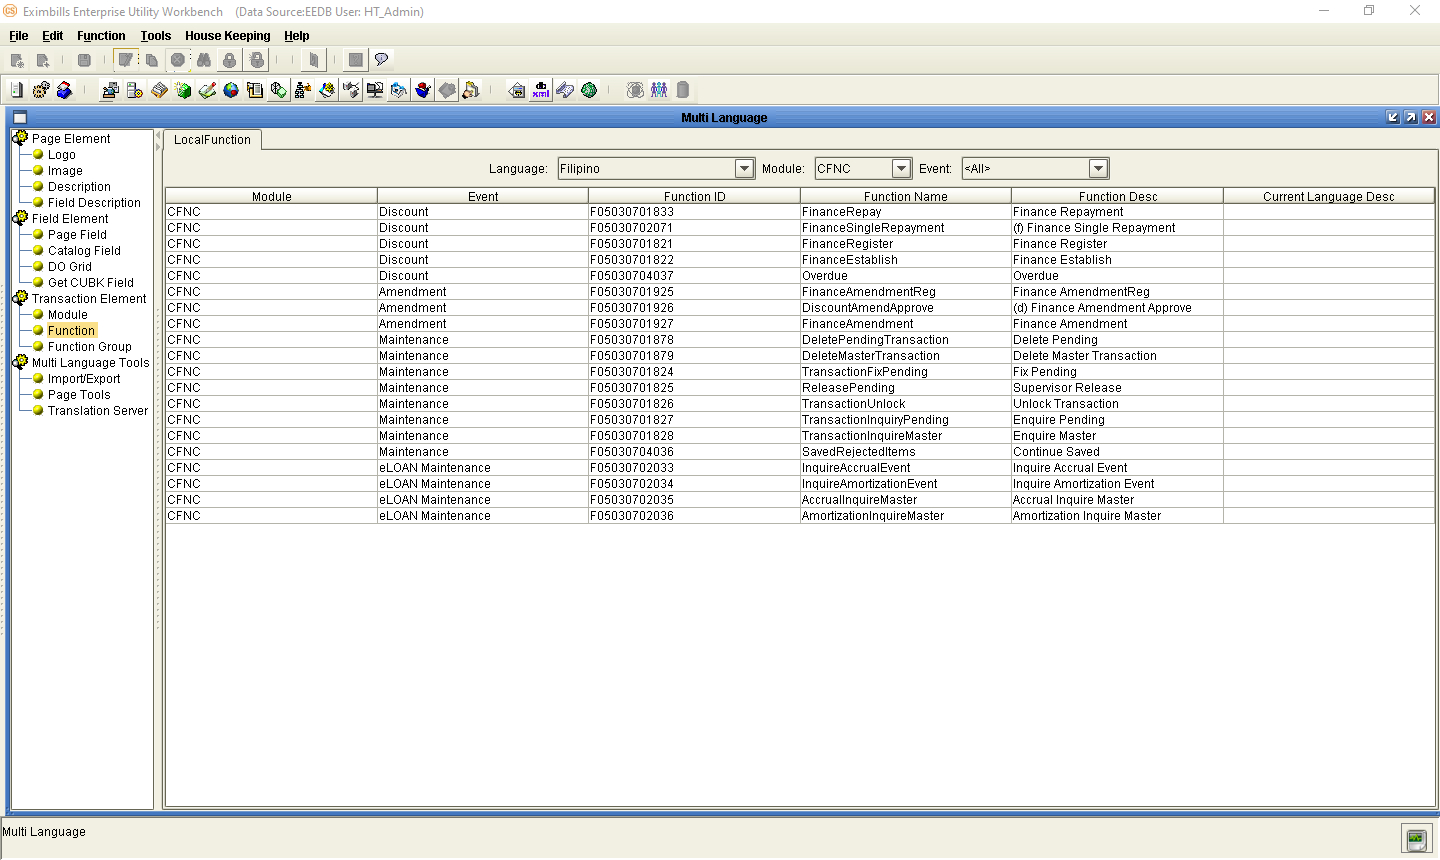 Eximbills Enterprise Utility Workbench (Data Source:EEDB User: HT_Admin)
File Edit Function Tools House Keeping Help
Multi Language
Page Element
Logo
Image
Description
Field Description
Field Element
Page Field
Catalog Field
DO Grid
Get CUBK Field
Transaction Element
Module
Function
Function Group
Multi Language Tools
Import/Export
Page Tools
Translation Server
LocalFunction
Language: Filipino Module: CFNC Event: <All>
Module Event Function ID Function Name Function Desc Current Language Desc
CFNC Discount F05030701833 FinanceRepay Finance Repayment
CFNC Discount F05030702071 FinanceSingleRepayment (f) Finance Single Repayment
CFNC Discount F05030701821 FinanceRegister Finance Register
CFNC Discount F05030701822 FinanceEstablish Finance Establish
CFNC Discount F05030704037 Overdue Overdue
CFNC Amendment F05030701925 FinanceAmendmentReg Finance AmendmentReg
CFNC Amendment F05030701926 DiscountAmendApprove (d) Finance Amendment Approve
CFNC Amendment F05030701927 FinanceAmendment Finance Amendment
CFNC Maintenance F05030701878 DeletePendingTransaction Delete Pending
CFNC Maintenance F05030701879 DeleteMasterTransaction Delete Master Transaction
CFNC Maintenance F05030701824 TransactionFixPending Fix Pending
CFNC Maintenance F05030701825 ReleasePending Supervisor Release
CFNC Maintenance F05030701826 TransactionUnlock Unlock Transaction
CFNC Maintenance F05030701827 TransactionInquiryPending Enquire Pending
CFNC Maintenance F05030701828 TransactionInquireMaster Enquire Master
CFNC Maintenance F05030704036 SavedRejectedItems Continue Saved
CFNC eLOAN Maintenance F05030702033 InquireAccrualEvent Inquire Accrual Event
CFNC eLOAN Maintenance F05030702034 InquireAmortizationEvent Inquire Amortization Event
CFNC eLOAN Maintenance F05030702035 AccrualInquireMaster Accrual Inquire Master
CFNC eLOAN Maintenance F05030702036 AmortizationInquireMaster Amortization Inquire Master
Multi Language